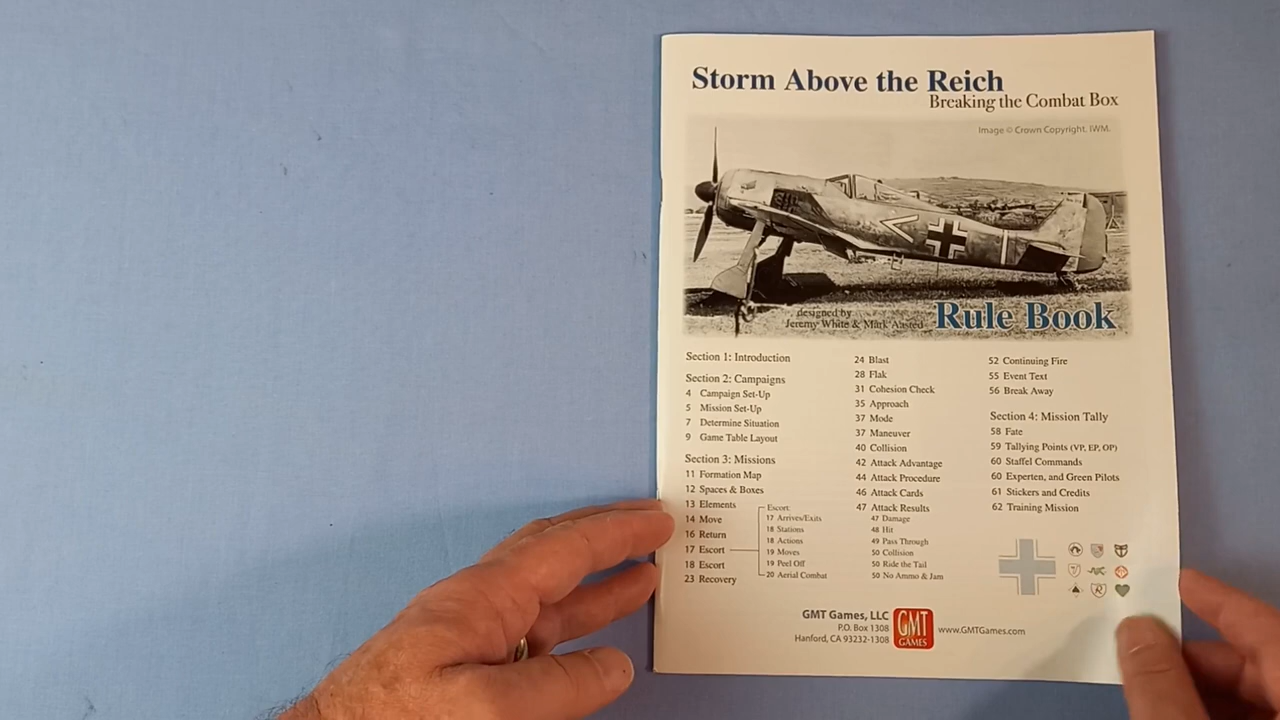 Storm Above the Reich
Breaking the Combat Box
Image © Crown Copyright. IWM.
designed by
Jeremy White & Mark Aasted
Rule Book
Section 1: Introduction
Section 2: Campaigns
4 Campaign Set-Up
5 Mission Set-Up
7 Determine Situation
9 Game Table Layout
Section 3: Missions
11 Formation Map
12 Spaces & Boxes
13 Elements
14 Move
16 Return
17 Escort
18 Escort
23 Recovery
Escort:
17 Arrives/Exits
18 Stations
18 Actions
19 Moves
19 Peel Off
20 Aerial Combat
24 Blast
28 Flak
31 Cohesion Check
35 Approach
37 Mode
37 Maneuver
40 Collision
42 Attack Advantage
44 Attack Procedure
46 Attack Cards
47 Attack Results
47 Damage
48 Hit
49 Pass Through
50 Collision
50 Ride the Tail
50 No Ammo & Jam
52 Continuing Fire
55 Event Text
56 Break Away
Section 4: Mission Tally
58 Fate
59 Tallying Points (VP, EP, OP)
60 Staffel Commands
60 Experten, and Green Pilots
61 Stickers and Credits
62 Training Mission
GMT Games, LLC
P.O. Box 1308
Hanford, CA 93232-1308
GMT
GAMES
www.GMTGames.com